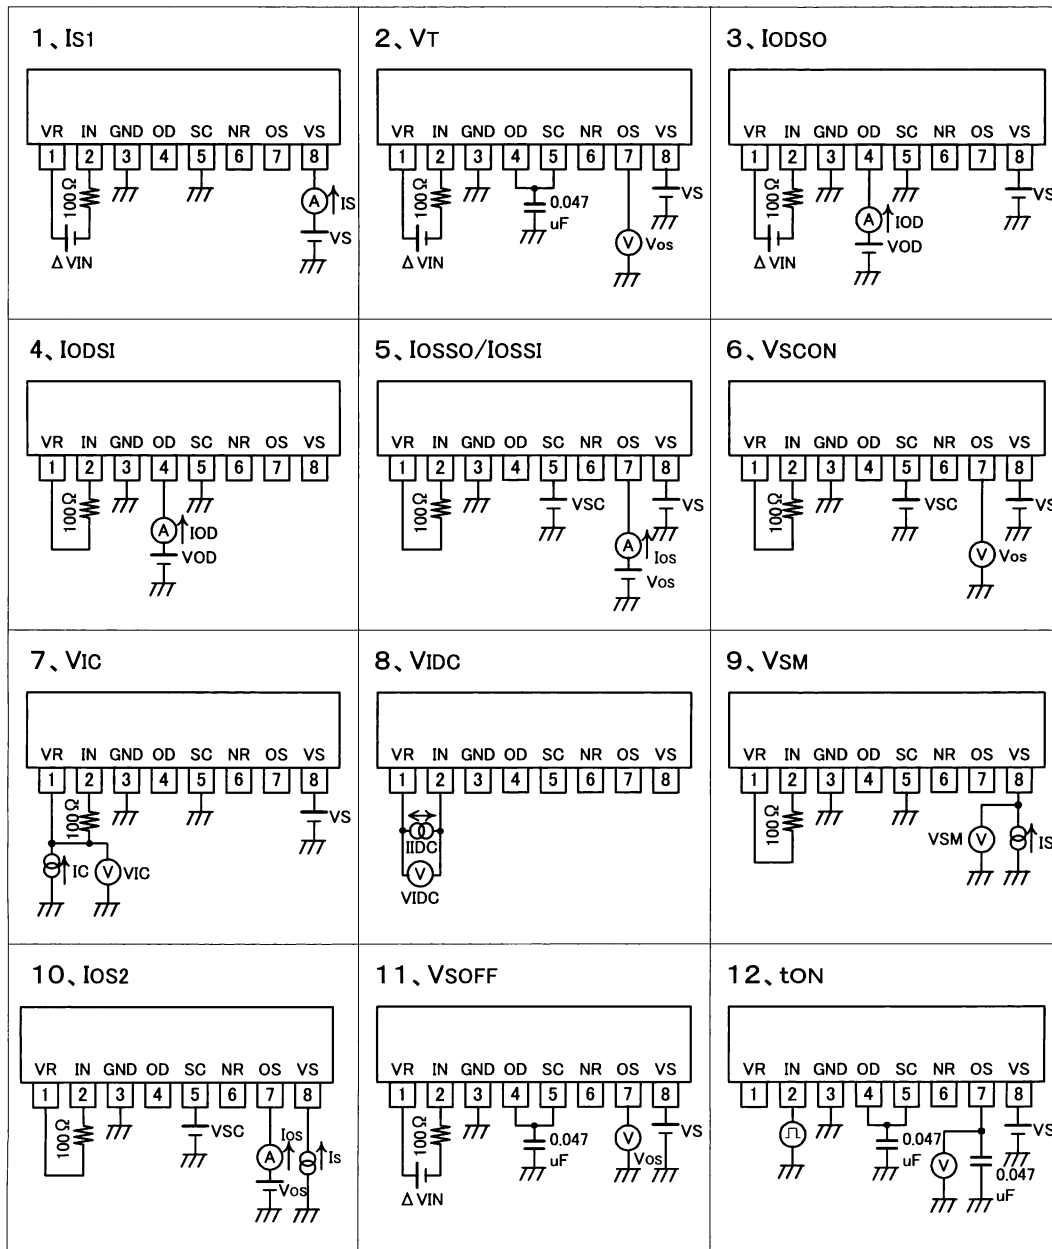 1、IS1
VR IN GND OD SC NR OS VS
1 2 3 4 5 6 7 8
100Ω
A IS
VS
Δ VIN
2、VT
VR IN GND OD SC NR OS VS
1 2 3 4 5 6 7 8
100Ω
0.047
uF
VS
V Vos
Δ VIN
3、IODSO
VR IN GND OD SC NR OS VS
1 2 3 4 5 6 7 8
100Ω
VS
A IOD
VOD
Δ VIN
4、IODSI
VR IN GND OD SC NR OS VS
1 2 3 4 5 6 7 8
100Ω
A IOD
VOD
5、IOSSO/IOSSI
VR IN GND OD SC NR OS VS
1 2 3 4 5 6 7 8
100Ω
VSC
VS
A Ios
Vos
6、VSCON
VR IN GND OD SC NR OS VS
1 2 3 4 5 6 7 8
100Ω
VSC
VS
V Vos
7、VIC
VR IN GND OD SC NR OS VS
1 2 3 4 5 6 7 8
100Ω
VS
IC V VIC
8、VIDC
VR IN GND OD SC NR OS VS
1 2 3 4 5 6 7 8
IIDC
V
VIDC
9、VSM
VR IN GND OD SC NR OS VS
1 2 3 4 5 6 7 8
100Ω
VSM V IS
10、IOS2
VR IN GND OD SC NR OS VS
1 2 3 4 5 6 7 8
100Ω
VSC
Ios
A Is
Vos
11、VSOFF
VR IN GND OD SC NR OS VS
1 2 3 4 5 6 7 8
100Ω
0.047
uF
VS
V
Vos
Δ VIN
12、tON
VR IN GND OD SC NR OS VS
1 2 3 4 5 6 7 8
0.047
uF
VS
V
0.047
uF